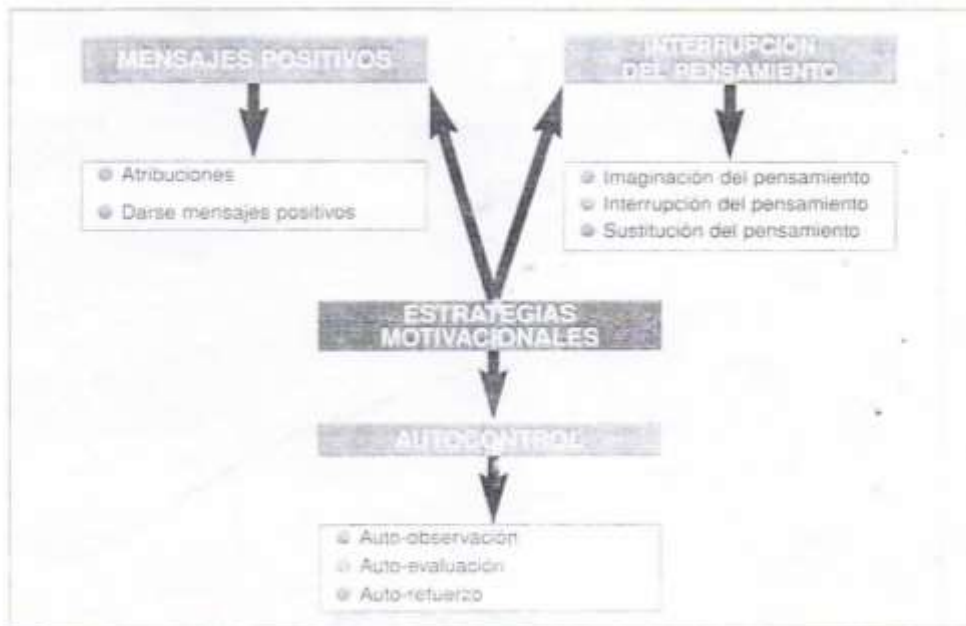 MENSAJES POSITIVOS
INTERRUPCIÓN
DEL PENSAMIENTO
Atribuciones
Darse mensajes positivos
Imaginación del pensamiento
Interrupción del pensamiento
Sustitución del pensamiento
ESTRATEGIAS
MOTIVACIONALES
AUTOCONTROL
Auto-observación
Auto-evaluación
Auto-refuerzo